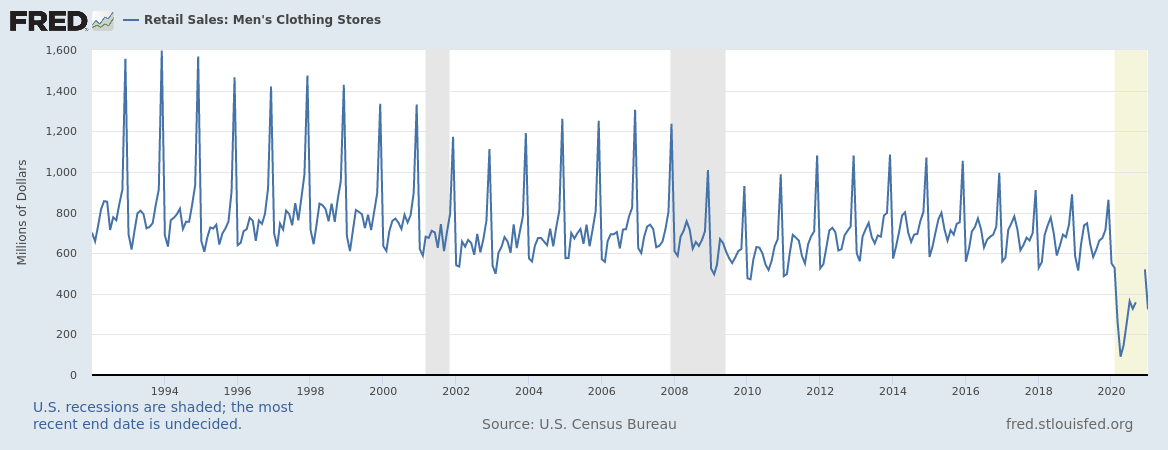 FRED
Retail Sales: Men's Clothing Stores
Millions of Dollars
1,600
1,400
1,200
1,000
800
600
400
200
0
1994 1996 1998 2000 2002 2004 2006 2008 2010 2012 2014 2016 2018 2020
U.S. recessions are shaded; the most
recent end date is undecided.
Source: U.S. Census Bureau
fred.stlouisfed.org